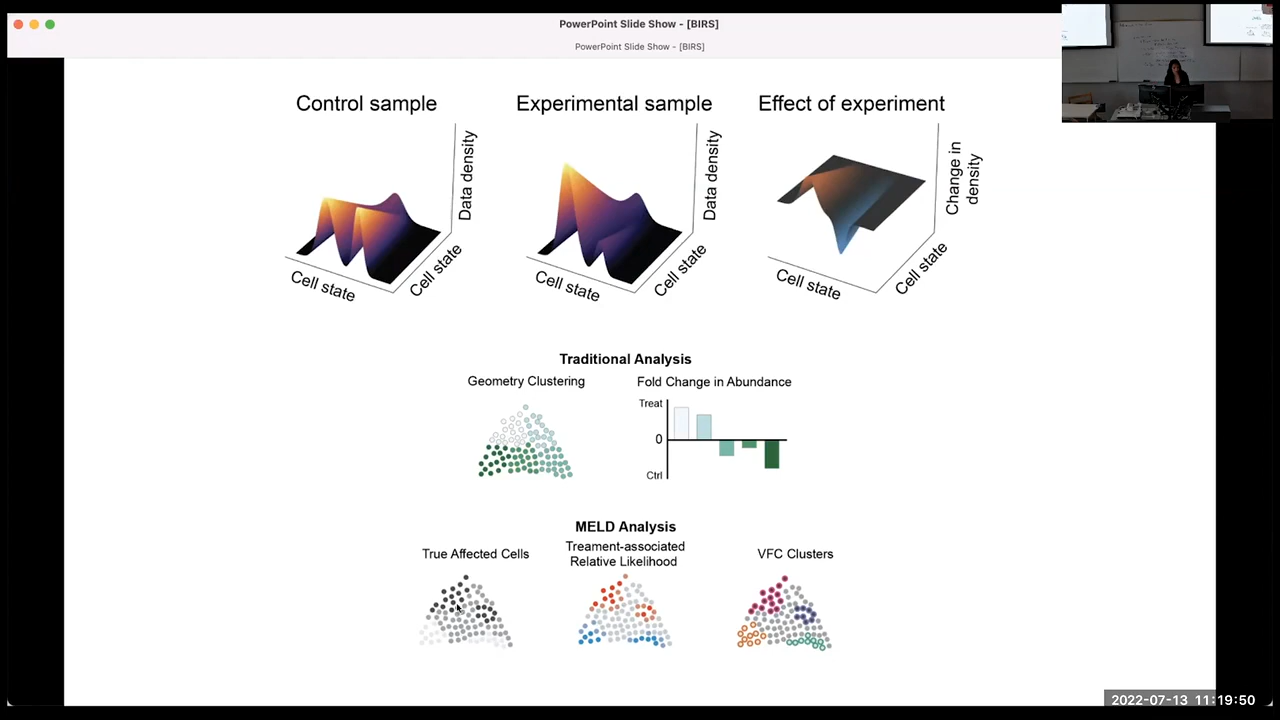 PowerPoint Slide Show - [BIRS]
PowerPoint Slide Show - [BIRS]
Control sample
Experimental sample
Effect of experiment
Data density
Cell state
Cell state
Data density
Cell state
Cell state
Change in
density
Cell state
Cell state
Traditional Analysis
Geometry Clustering
Fold Change in Abundance
Treat
0
Ctrl
MELD Analysis
True Affected Cells
Treament-associated
Relative Likelihood
VFC Clusters
2022-07-13 11:19:50